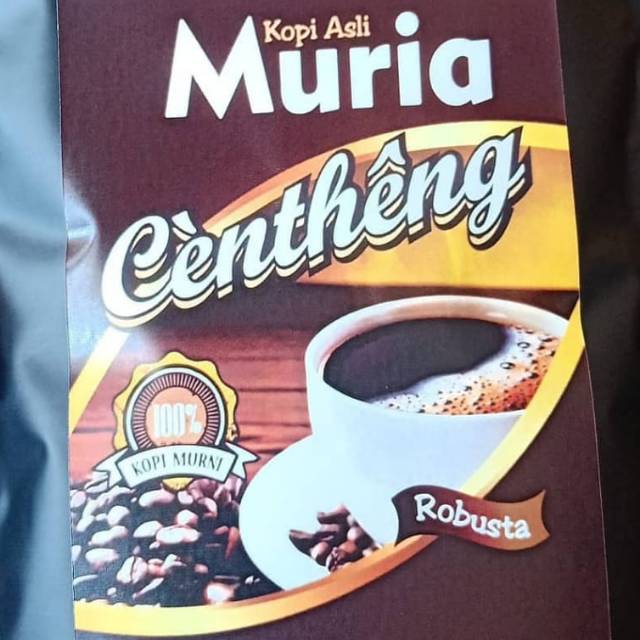 Kopi Asli
Muria
Cènthêng
100%
KOPI MURNI
Robusta